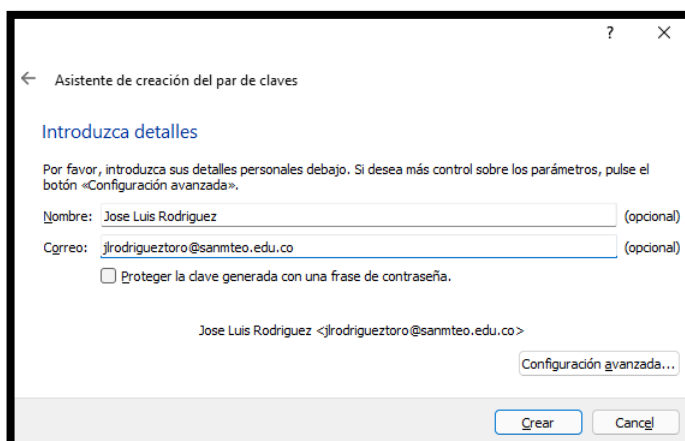 ?
Asistente de creación del par de claves
Introduzca detalles
Por favor, introduzca sus detalles personales debajo. Si desea más control sobre los parámetros, pulse el
botón «Configuración avanzada».
Nombre: Jose Luis Rodriguez (opcional)
Correo: jlrodrigueztoro@sanmteo.edu.co (opcional)
Proteger la clave generada con una frase de contraseña.
Jose Luis Rodriguez <jlrodrigueztoro@sanmteo.edu.co>
Configuración avanzada...
Crear Cancel